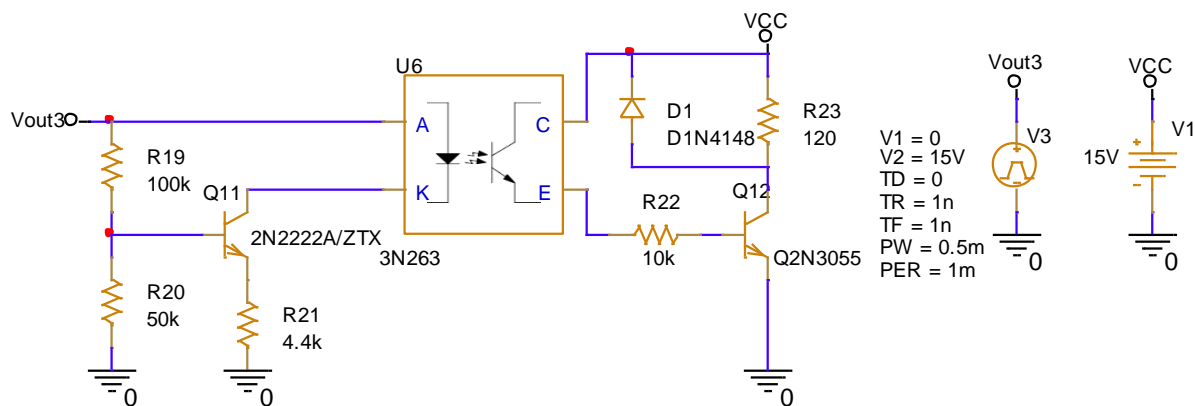 VCC
U6
Vout3
VCC
Vout3
A
C
D1
D1N4148
R23
120
V3
V1
R19
100k
15V
V1 = 0
V2 = 15V
TD = 0
TR = 1n
TF = 1n
PW = 0.5m
PER = 1m
Q11
K
E
R22
10k
Q12
2N2222A/ZTX
3N263
Q2N3055
R20
50k
R21
4.4k
0
0
0
0
0